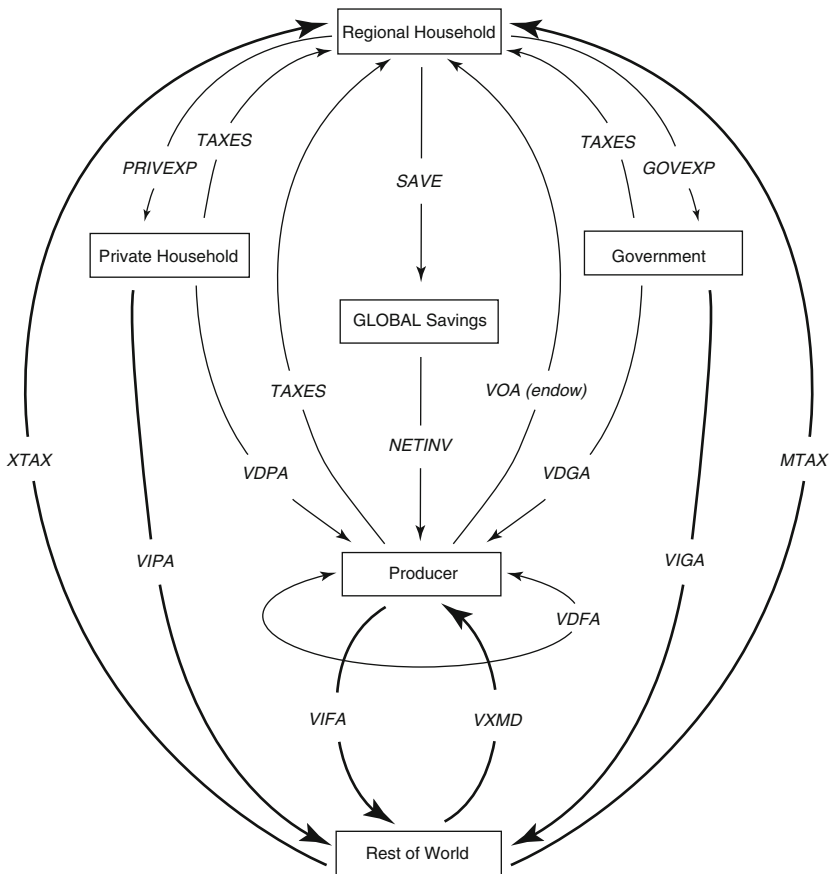 Regional Household
TAXES
TAXES
PRIVEXP
GOVEXP
SAVE
Private Household
Government
GLOBAL Savings
TAXES
VOA (endow)
NETINV
XTAX
VDPA
VDGA
MTAX
VIPA
VIGA
Producer
VDFA
VIFA
VXMD
Rest of World